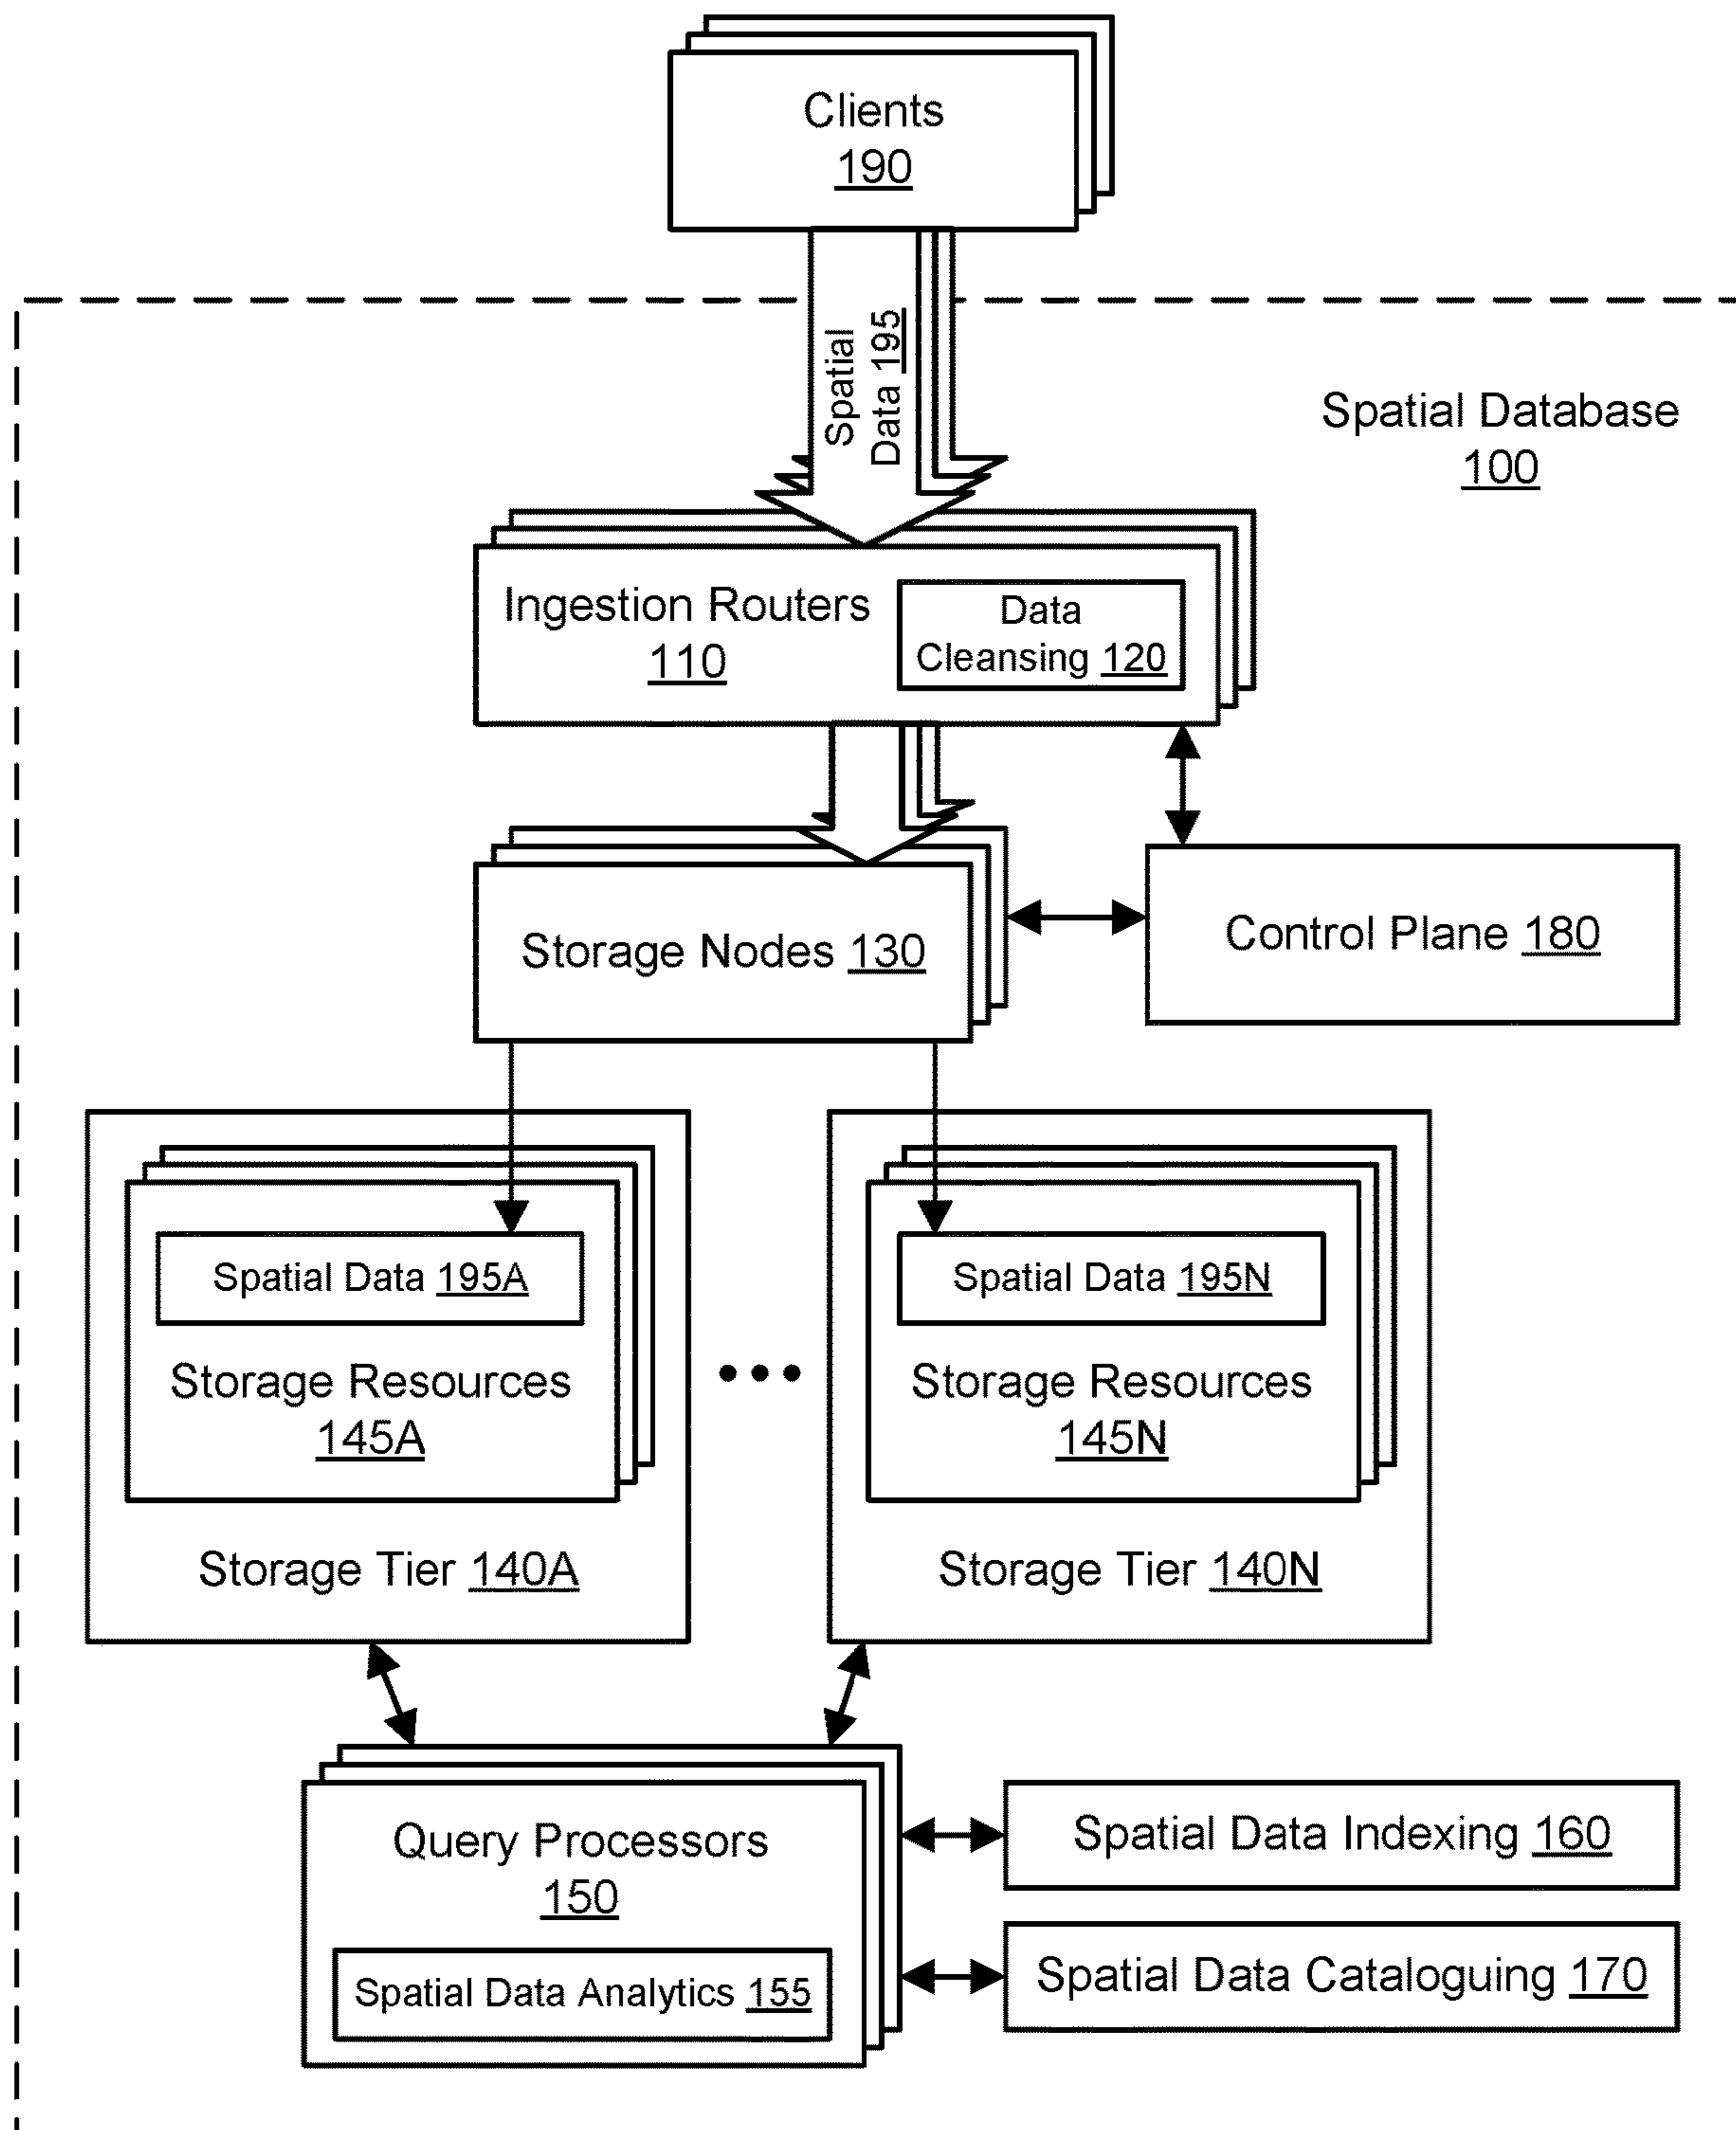 Clients
190
Spatial
Data 195
Spatial Database
100
Ingestion Routers
110
Data
Cleansing 120
Storage Nodes 130
Control Plane 180
Spatial Data 195A
Storage Resources
145A
Storage Tier 140A
Spatial Data 195N
Storage Resources
145N
Storage Tier 140N
Query Processors
150
Spatial Data Analytics 155
Spatial Data Indexing 160
Spatial Data Cataloguing 170